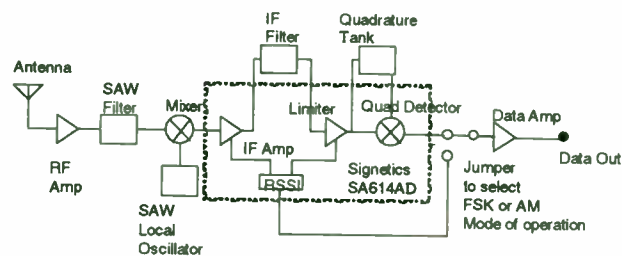 IF
Filter
Quadrature
Tank
Antenna
SAW
Filter
Mixer
Limiter
Quad Detector
Data Amp
IF Amp
RF
Amp
RSSI
Signetics
SA614AD
Data Out
Jumper
to select
FSK or AM
Mode of operation
SAW
Local
Oscillator